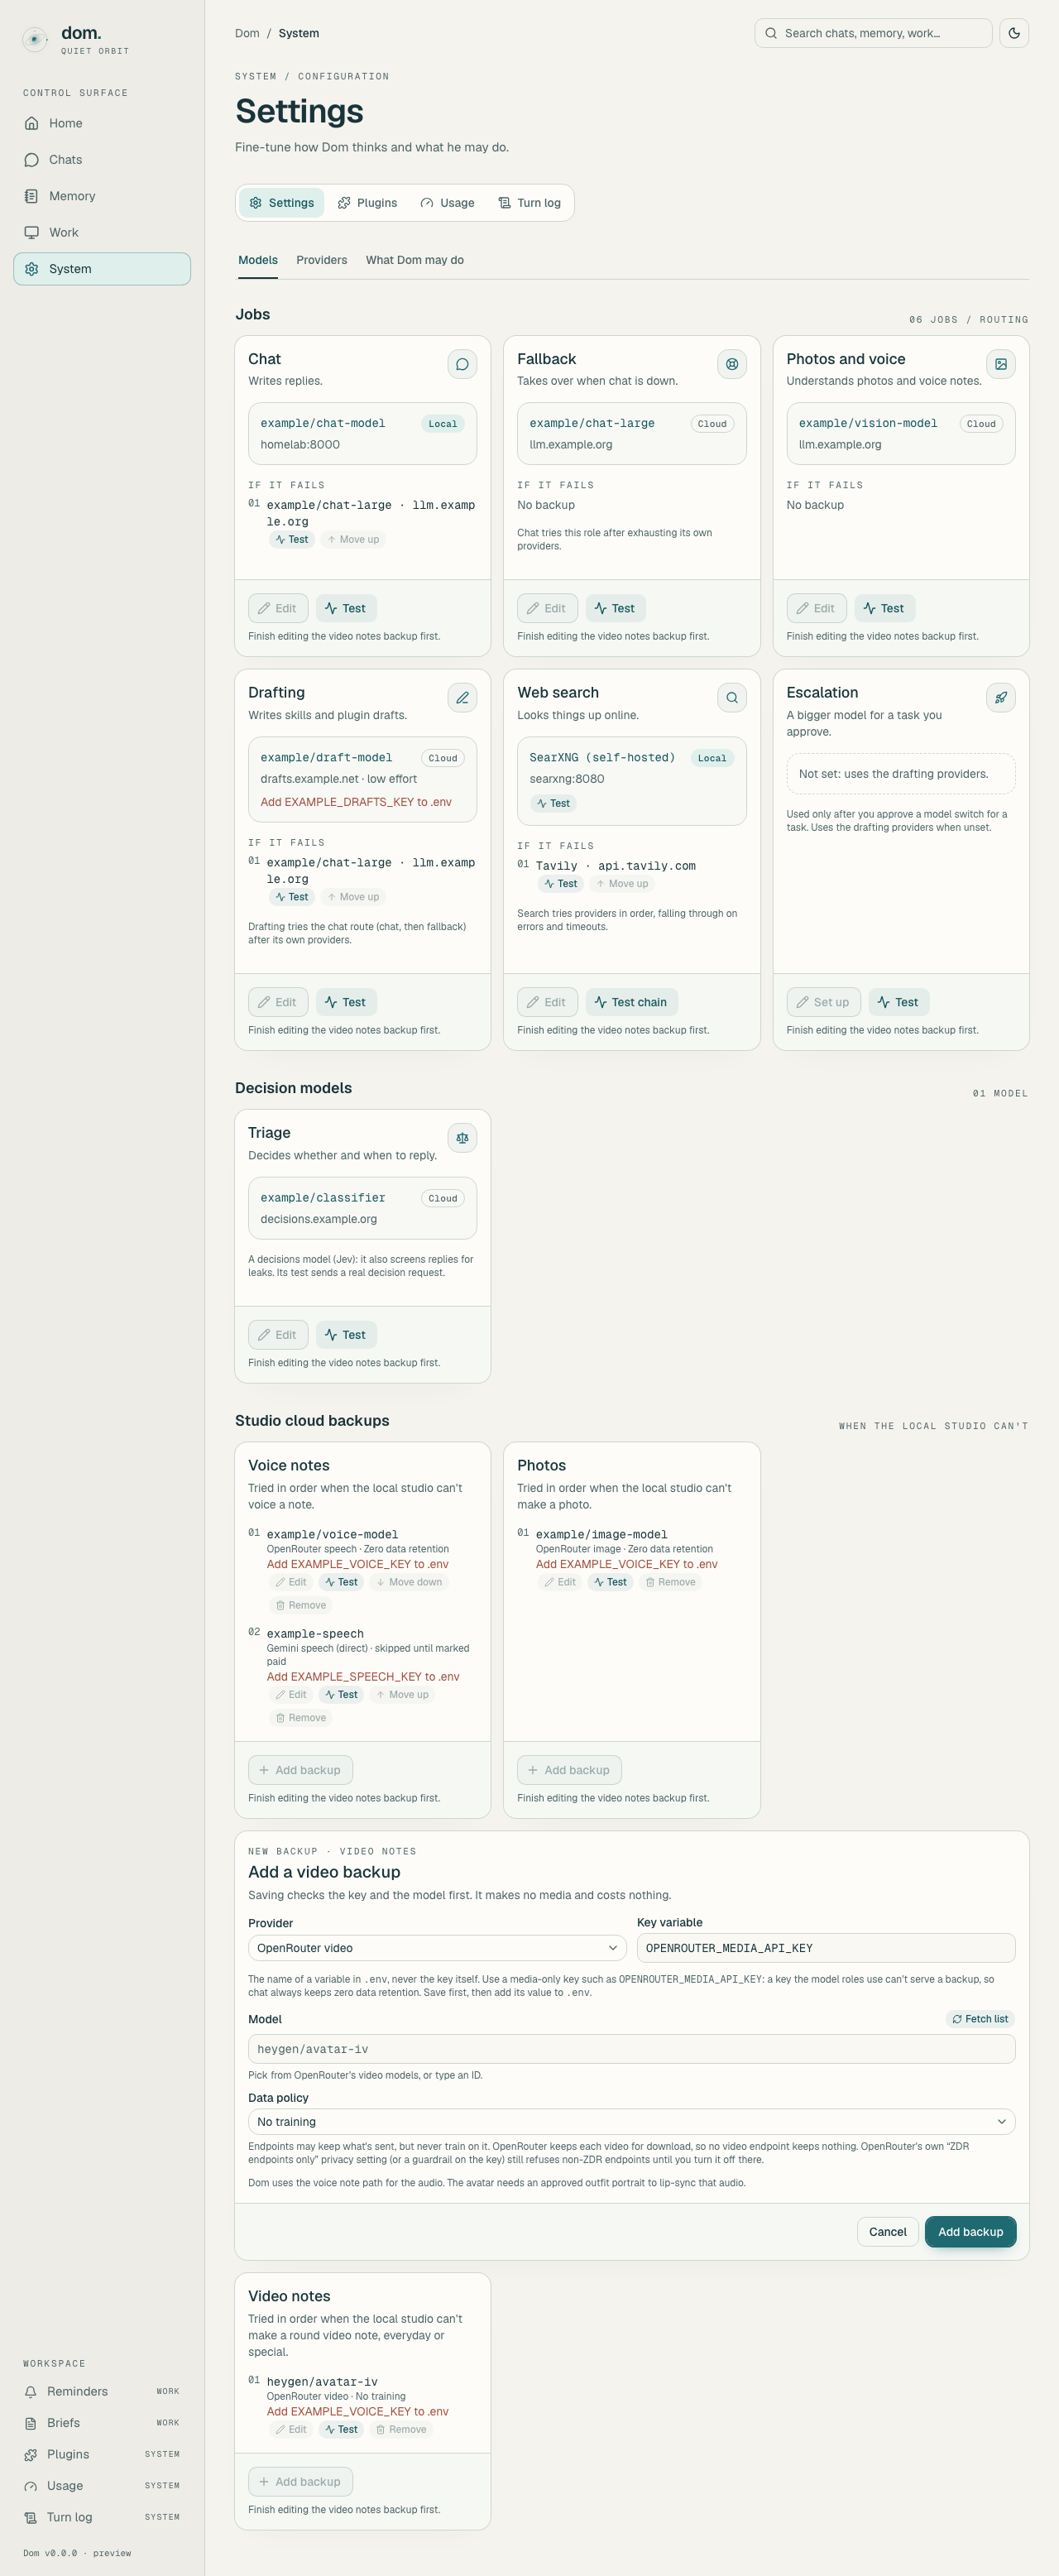 dom.
QUIET ORBIT
CONTROL SURFACE
Home
Chats
Memory
Work
System
WORKSPACE
Reminders WORK
Briefs WORK
Plugins SYSTEM
Usage SYSTEM
Turn log SYSTEM
Dom v0.0.0 · preview
Dom / System
Search chats, memory, work...
SYSTEM / CONFIGURATION
Settings
Fine-tune how Dom thinks and what he may do.
Settings Plugins Usage Turn log
Models Providers What Dom may do
Jobs
06 JOBS / ROUTING
Chat
Writes replies.
example/chat-model Local
homelab:8000
IF IT FAILS
01 example/chat-large · llm.examp
le.org
Test Move up
Edit Test
Finish editing the video notes backup first.
Fallback
Takes over when chat is down.
example/chat-large Cloud
llm.example.org
IF IT FAILS
No backup
Chat tries this role after exhausting its own
providers.
Edit Test
Finish editing the video notes backup first.
Photos and voice
Understands photos and voice notes.
example/vision-model Cloud
llm.example.org
IF IT FAILS
No backup
Edit Test
Finish editing the video notes backup first.
Drafting
Writes skills and plugin drafts.
example/draft-model Cloud
drafts.example.net · low effort
Add EXAMPLE_DRAFTS_KEY to .env
IF IT FAILS
01 example/chat-large · llm.examp
le.org
Test Move up
Drafting tries the chat route (chat, then fallback)
after its own providers.
Edit Test
Finish editing the video notes backup first.
Web search
Looks things up online.
SearXNG (self-hosted) Local
searxng:8080
Test
IF IT FAILS
01 Tavily · api.tavily.com
Test Move up
Search tries providers in order, falling through on
errors and timeouts.
Edit Test chain
Finish editing the video notes backup first.
Escalation
A bigger model for a task you
approve.
Not set: uses the drafting providers.
Used only after you approve a model switch for a
task. Uses the drafting providers when unset.
Set up Test
Finish editing the video notes backup first.
Decision models
01 MODEL
Triage
Decides whether and when to reply.
example/classifier Cloud
decisions.example.org
A decisions model (Jev): it also screens replies for
leaks. Its test sends a real decision request.
Edit Test
Finish editing the video notes backup first.
Studio cloud backups
WHEN THE LOCAL STUDIO CAN'T
Voice notes
Tried in order when the local studio can't
voice a note.
01 example/voice-model
OpenRouter speech · Zero data retention
Add EXAMPLE_VOICE_KEY to .env
Edit Test Move down
Remove
02 example-speech
Gemini speech (direct) · skipped until marked
paid
Add EXAMPLE_SPEECH_KEY to .env
Edit Test Move up
Remove
Add backup
Finish editing the video notes backup first.
Photos
Tried in order when the local studio can't
make a photo.
01 example/image-model
OpenRouter image · Zero data retention
Add EXAMPLE_VOICE_KEY to .env
Edit Test Remove
Add backup
Finish editing the video notes backup first.
NEW BACKUP · VIDEO NOTES
Add a video backup
Saving checks the key and the model first. It makes no media and costs nothing.
Provider
OpenRouter video
Key variable
OPENROUTER_MEDIA_API_KEY
The name of a variable in .env, never the key itself. Use a media-only key such as OPENROUTER_MEDIA_API_KEY: a key the model roles use can't serve a backup, so
chat always keeps zero data retention. Save first, then add its value to .env.
Model Fetch list
heygen/avatar-iv
Pick from OpenRouter's video models, or type an ID.
Data policy
No training
Endpoints may keep what's sent, but never train on it. OpenRouter keeps each video for download, so no video endpoint keeps nothing. OpenRouter's own “ZDR
endpoints only” privacy setting (or a guardrail on the key) still refuses non-ZDR endpoints until you turn it off there.
Dom uses the voice note path for the audio. The avatar needs an approved outfit portrait to lip-sync that audio.
Cancel Add backup
Video notes
Tried in order when the local studio can't
make a round video note, everyday or
special.
01 heygen/avatar-iv
OpenRouter video · No training
Add EXAMPLE_VOICE_KEY to .env
Edit Test Remove
Add backup
Finish editing the video notes backup first.